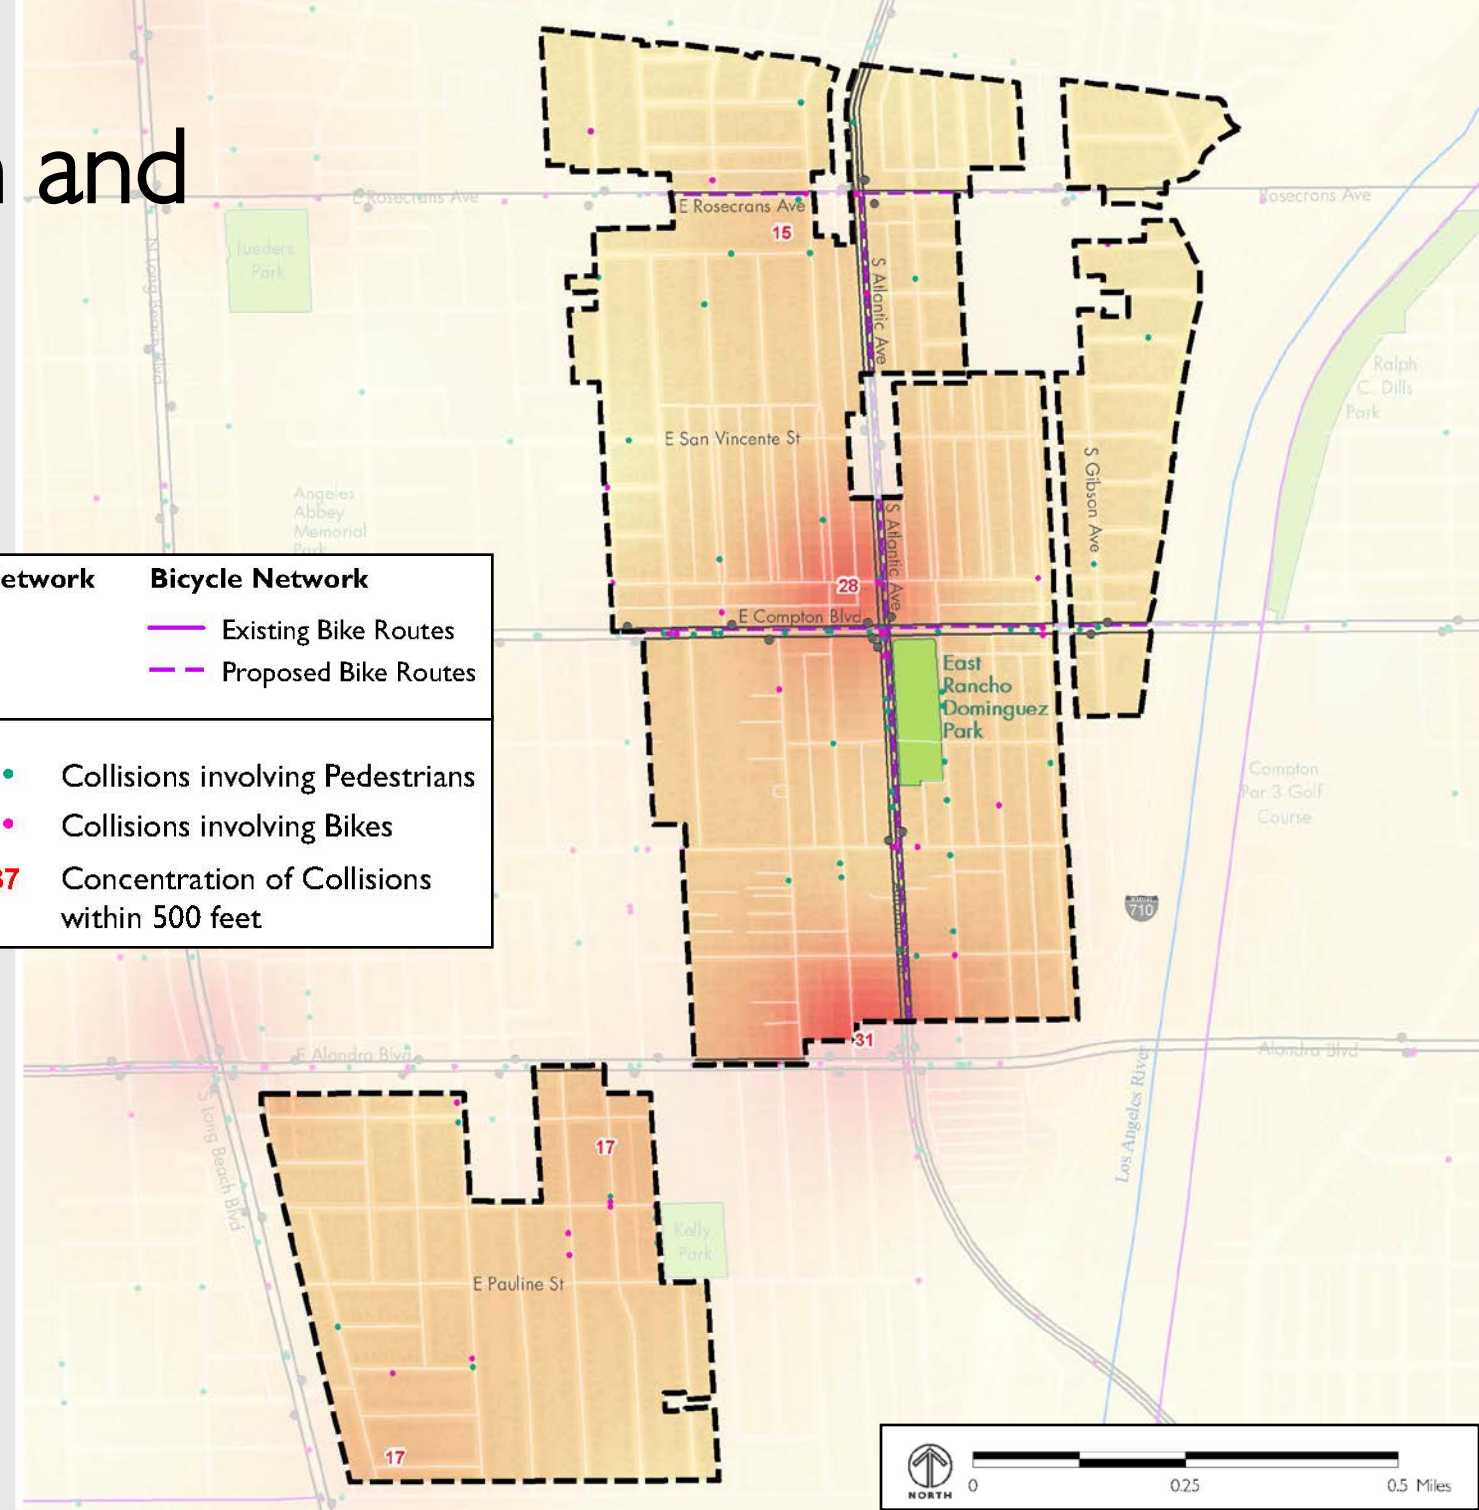 and
E Rosecrans Ave
E Rosecrans Ave
Rosecrans Ave
15
Lueders
Park
N Long Beach Blvd
S Atlantic Ave
Ralph
C. Dills
Park
E San Vincente St
S Gibson Ave
Angeles
Abbey
Memorial
Park
S Atlantic Ave
28
E Compton Blvd
etwork
Bicycle Network
Existing Bike Routes
Proposed Bike Routes
East
Rancho
Dominguez
Park
Collisions involving Pedestrians
Collisions involving Bikes
37
Concentration of Collisions
within 500 feet
Compton
Par 3 Golf
Course
710
31
E Alondra Blvd
Alondra Blvd
Los Angeles River
S Long Beach Blvd
17
Kelly
Park
E Pauline St
17
NORTH
0
0.25
0.5 Miles